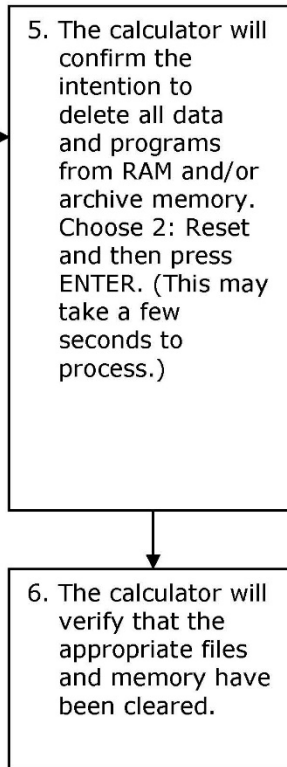 5. The calculator will
confirm the
intention to
delete all data
and programs
from RAM and/or
archive memory.
Choose 2: Reset
and then press
ENTER. (This may
take a few
seconds to
process.)
6. The calculator will
verify that the
appropriate files
and memory have
been cleared.